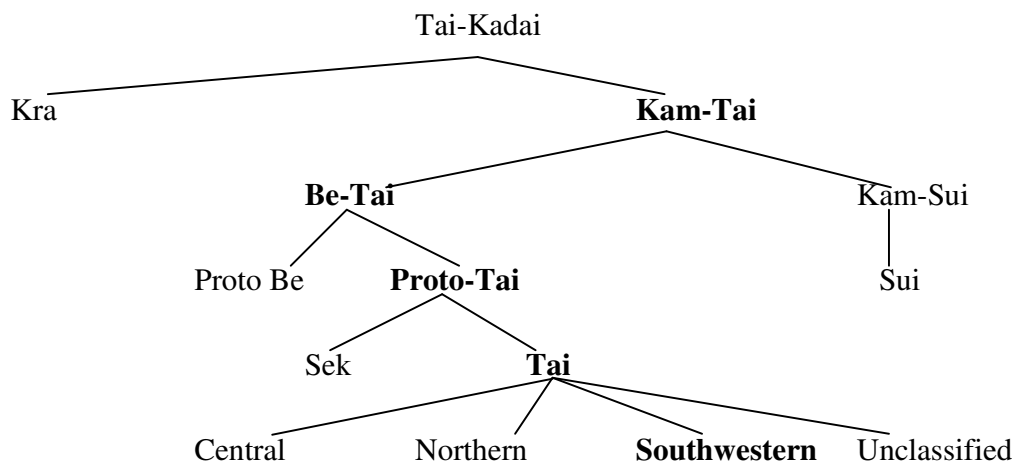 Tai-Kadai
Kra Kam-Tai
Be-Tai Kam-Sui
Proto Be Proto-Tai Sui
Sek Tai
Central Northern Southwestern Unclassified